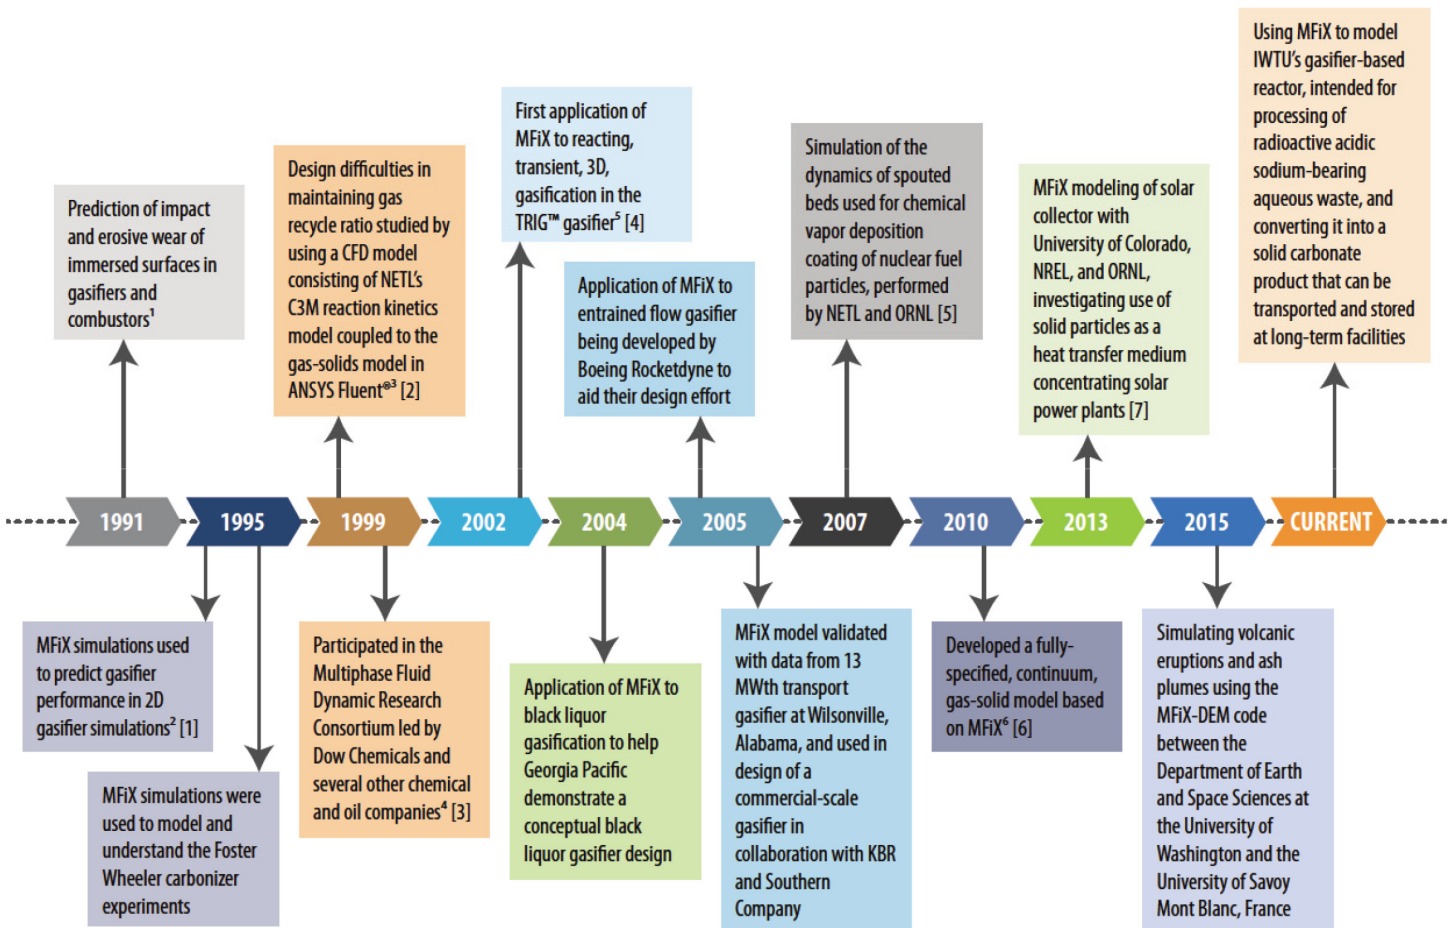 Prediction of impact
and erosive wear of
immersed surfaces in
gasifiers and
combustors¹
Design difficulties in
maintaining gas
recycle ratio studied by
using a CFD model
consisting of NETL’s
C3M reaction kinetics
model coupled to the
gas-solids model in
ANSYS Fluent®³ [2]
First application of
MFiX to reacting,
transient, 3D,
gasification in the
TRIG™ gasifier⁵ [4]
Application of MFiX to
entrained flow gasifier
being developed by
Boeing Rocketdyne to
aid their design effort
Simulation of the
dynamics of spouted
beds used for chemical
vapor deposition
coating of nuclear fuel
particles, performed
by NETL and ORNL [5]
MFiX modeling of solar
collector with
University of Colorado,
NREL, and ORNL,
investigating use of
solid particles as a
heat transfer medium
concentrating solar
power plants [7]
Using MFiX to model
IWTU’s gasifier-based
reactor, intended for
processing of
radioactive acidic
sodium-bearing
aqueous waste, and
converting it into a
solid carbonate
product that can be
transported and stored
at long-term facilities
1991
1995
1999
2002
2004
2005
2007
2010
2013
2015
CURRENT
MFiX simulations used
to predict gasifier
performance in 2D
gasifier simulations² [1]
MFiX simulations were
used to model and
understand the Foster
Wheeler carbonizer
experiments
Participated in the
Multiphase Fluid
Dynamic Research
Consortium led by
Dow Chemicals and
several other chemical
and oil companies⁴ [3]
Application of MFiX to
black liquor
gasification to help
Georgia Pacific
demonstrate a
conceptual black
liquor gasifier design
MFiX model validated
with data from 13
MWth transport
gasifier at Wilsonville,
Alabama, and used in
design of a
commercial-scale
gasifier in
collaboration with KBR
and Southern
Company
Developed a fully-
specified, continuum,
gas-solid model based
on MFiX⁶ [6]
Simulating volcanic
eruptions and ash
plumes using the
MFiX-DEM code
between the
Department of Earth
and Space Sciences at
the University of
Washington and the
University of Savoy
Mont Blanc, France